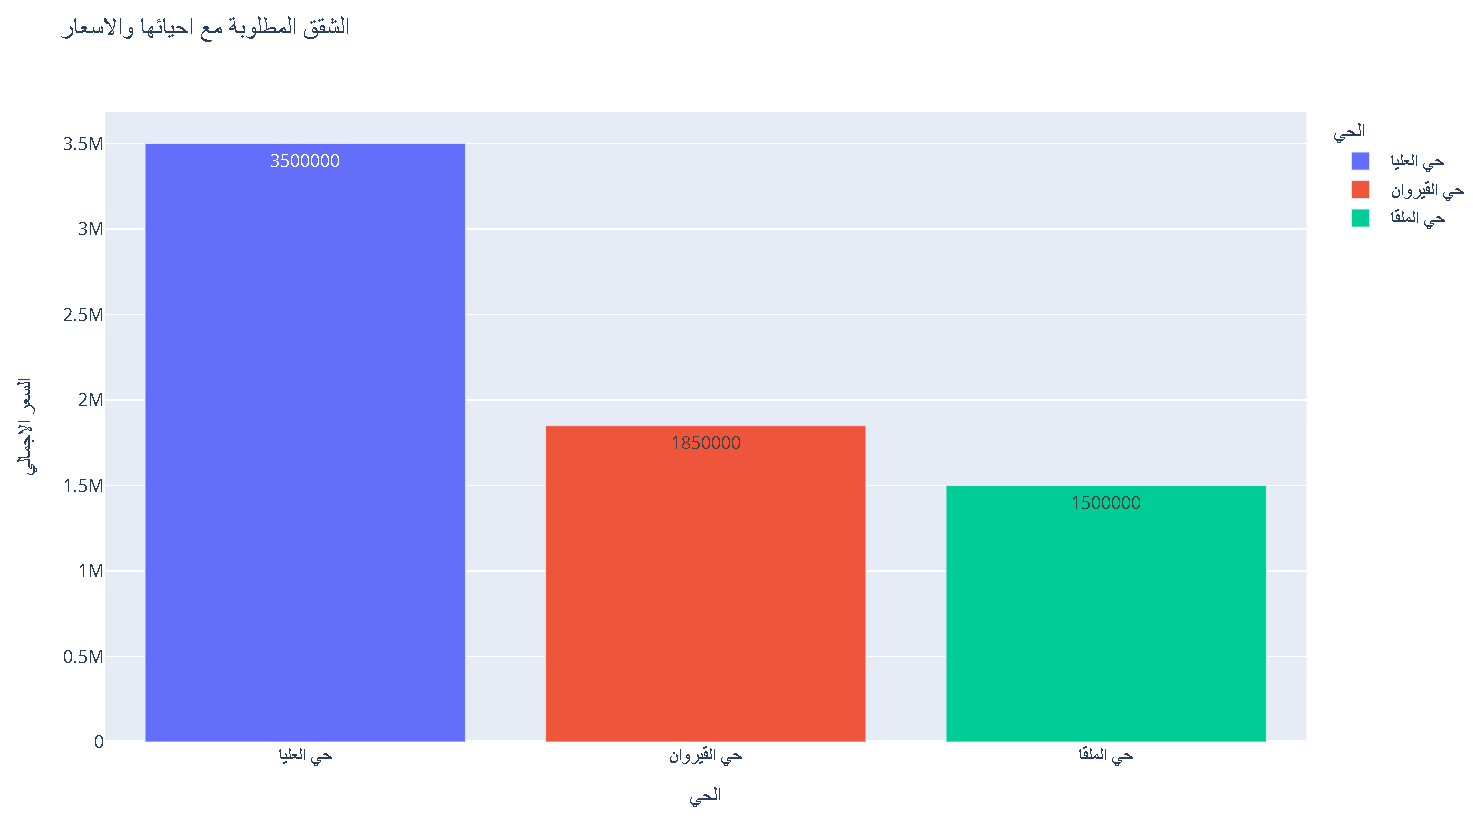 الشقق المطلوبة مع احيائها والاسعار
3.5M
3M
2.5M
2M
1.5M
1M
0.5M
0
السعر الاجمالي
3500000
1850000
1500000
حي العليا
حي القيروان
حي الملقا
الحي
الحي
حي العليا
حي القيروان
حي الملقا